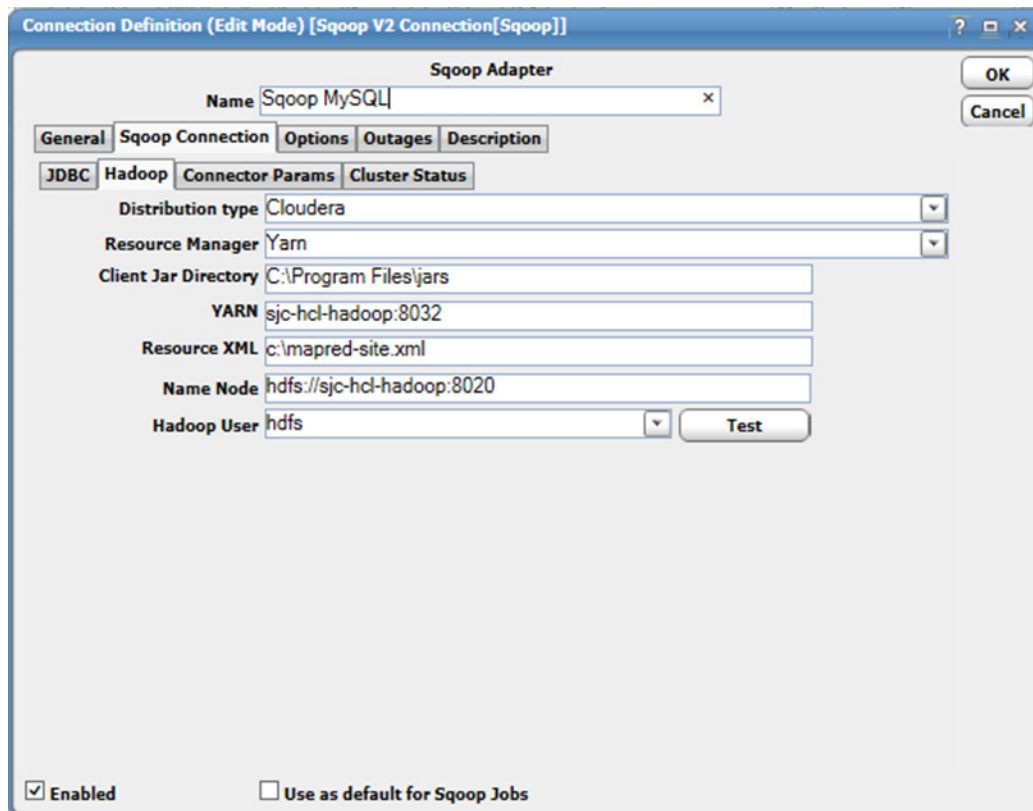 Connection Definition (Edit Mode) [Sqoop V2 Connection[Sqoop]]
Sqoop Adapter
OK
Name Sqoop MySQL
Cancel
General Sqoop Connection Options Outages Description
JDBC Hadoop Connector Params Cluster Status
Distribution type Cloudera
Resource Manager Yarn
Client Jar Directory C:\Program Files\jars
YARN sjc-hcl-hadoop:8032
Resource XML c:\mapred-site.xml
Name Node hdfs://sjc-hcl-hadoop:8020
Hadoop User hdfs Test
Enabled Use as default for Sqoop Jobs